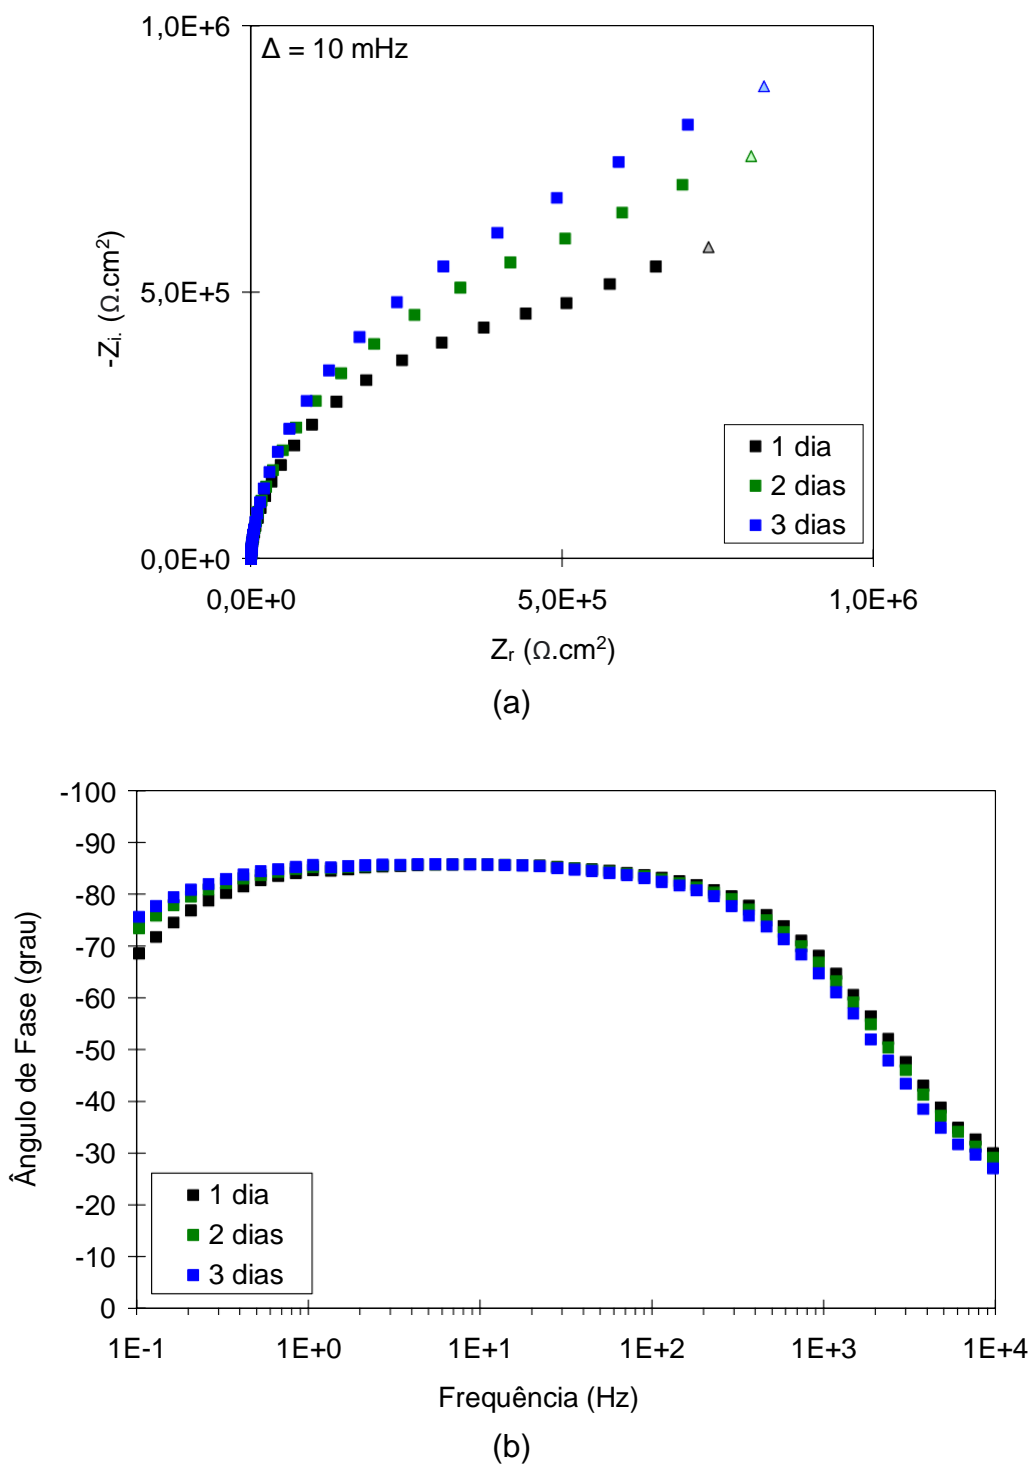 1,0E+6
Δ = 10 mHz
5,0E+5
-Zi. (Ω.cm²)
1 dia
2 dias
3 dias
0,0E+0
0,0E+0 5,0E+5 1,0E+6
Zr (Ω.cm²)
(a)
-100
-90
-80
-70
-60
-50
-40
-30
-20
-10
0
Ângulo de Fase (grau)
1 dia
2 dias
3 dias
1E-1 1E+0 1E+1 1E+2 1E+3 1E+4
Frequência (Hz)
(b)